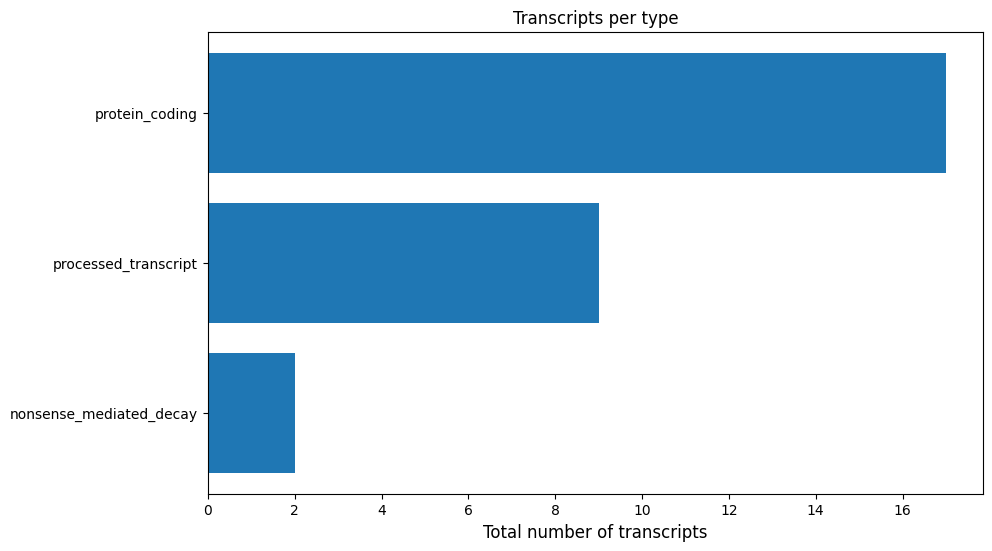 Transcripts per type
protein_coding
processed_transcript
nonsense_mediated_decay
0 2 4 6 8 10 12 14 16
Total number of transcripts